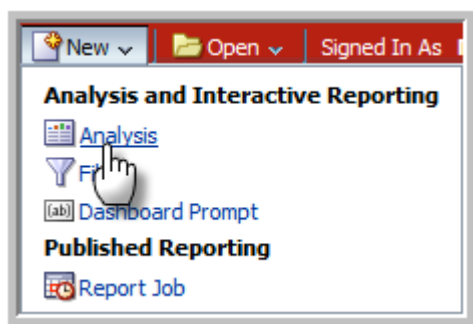 New Open Signed In As
Analysis and Interactive Reporting
Analysis
Dashboard Prompt
Published Reporting
Report Job